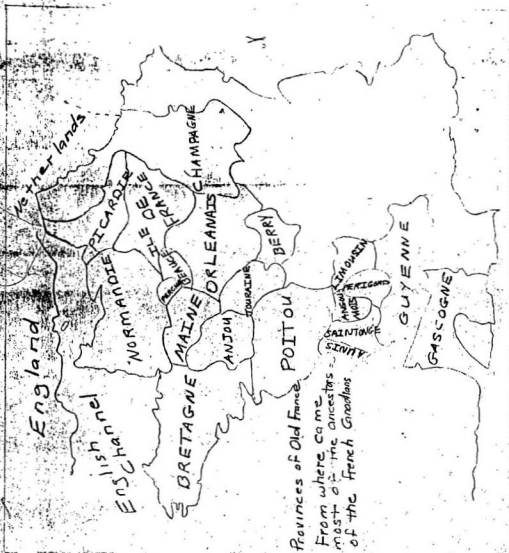 England
Netherlands
English
Channel
PICARDIE
NORMANDIE
ILE DE
FRANCE
CHAMPAGNE
PERCHE
BEAUCE
MAINE
ORLEANAIS
BRETAGNE
ANJOU
TOURAINE
BERRY
POITOU
LIMOUSIN
PERIGORD
SAINTONGE
GUYENNE
GASCOGNE
Provinces of Old France
From where came
most of the ancestors
of the French Canadians